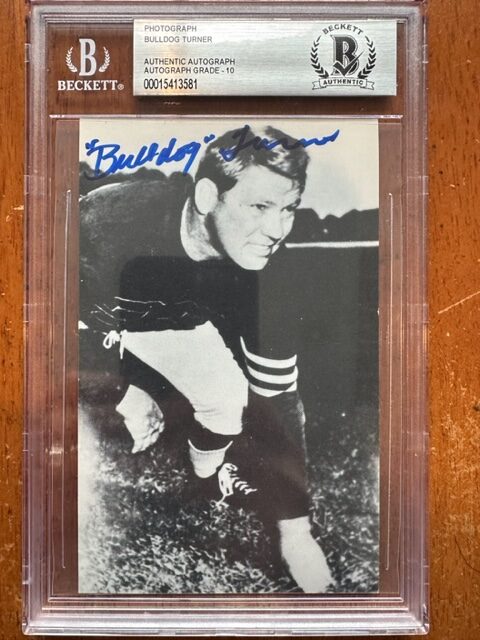 PHOTOGRAPH
BULLDOG TURNER
AUTHENTIC AUTOGRAPH
AUTOGRAPH GRADE - 10
00015413581
B
BECKETT®
BECKETT
B
AUTHENTIC
"Bulldog" Turner